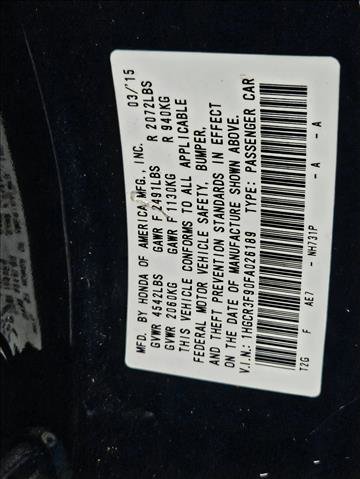 MFD. BY HONDA OF AMERICA MFG., INC. 03/'15
GVWR 4542LBS GAWR F 2491LBS R 2072LBS
GVWR 2060KG GAWR F 1130KG R 940KG
THIS VEHICLE CONFORMS TO ALL APPLICABLE
FEDERAL MOTOR VEHICLE SAFETY, BUMPER,
AND THEFT PREVENTION STANDARDS IN EFFECT
ON THE DATE OF MANUFACTURE SHOWN ABOVE.
V.I.N.: 1HGCR3F90FA026189 TYPE: PASSENGER CAR
T2G F AE7 - NH731P - A - A